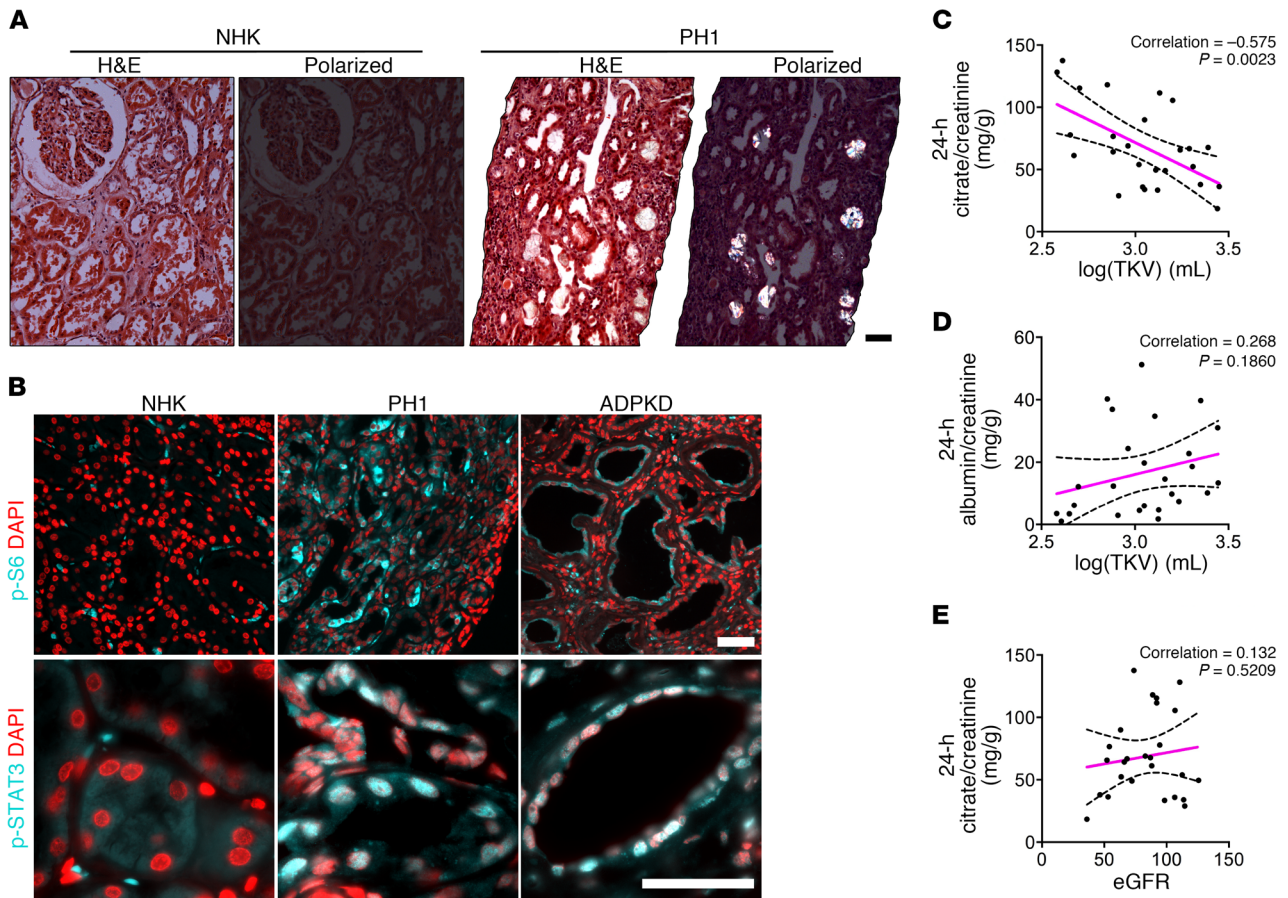 A
NHK
PH1
H&E
Polarized
H&E
Polarized
B
NHK
PH1
ADPKD
p-S6 DAPI
p-STAT3 DAPI
C
Correlation = –0.575
P = 0.0023
150
100
50
0
2.5
3.0
3.5
24-h
citrate/creatinine
(mg/g)
log(TKV) (mL)
D
Correlation = 0.268
P = 0.1860
60
40
20
0
2.5
3.0
3.5
24-h
albumin/creatinine
(mg/g)
log(TKV) (mL)
E
Correlation = 0.132
P = 0.5209
150
100
50
0
0
50
100
150
24-h
citrate/creatinine
(mg/g)
eGFR